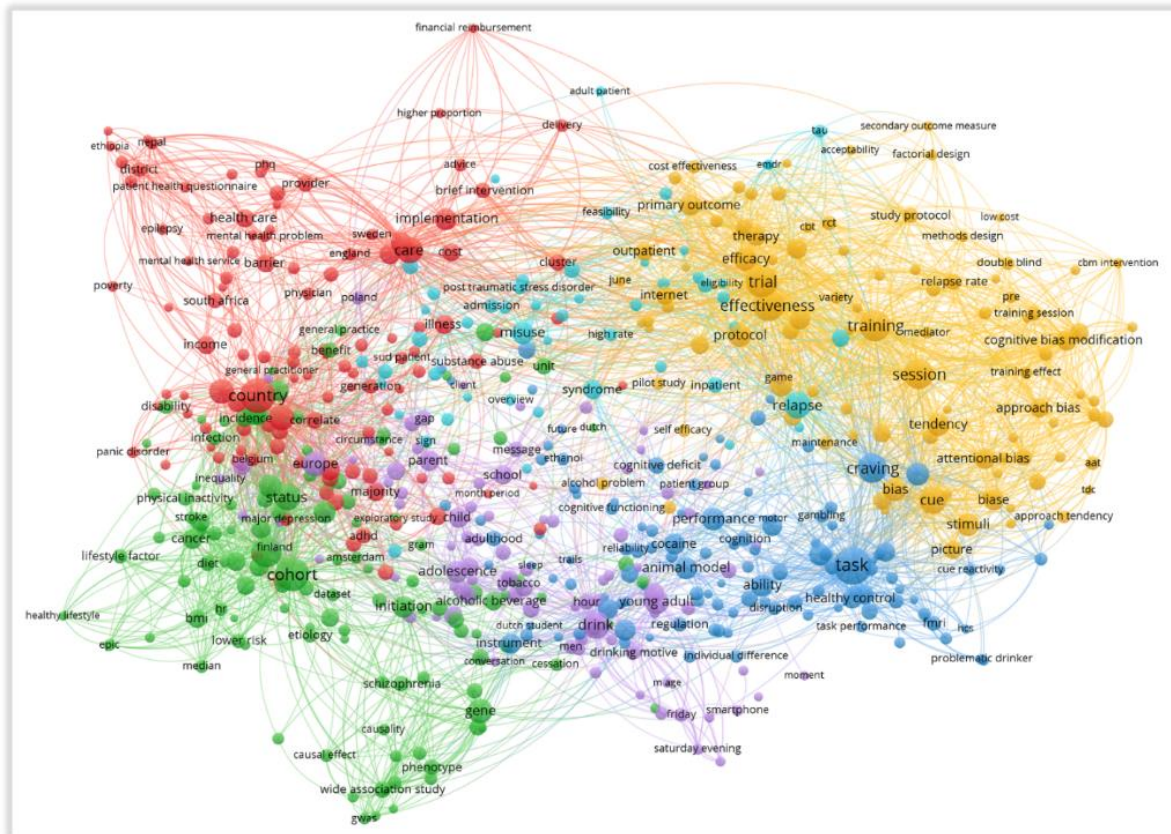 financial reimbursement
adult patient
higher proportion
delivery
tau
secondary outcome measure
ethiopia
nepal
acceptability
factorial design
district
phq
advice
cost effectiveness
emdr
patient health questionnaire
provider
brief intervention
primary outcome
health care
implementation
feasibility
cbt
rct
study protocol
low cost
epilepsy
mental health problem
sweden
therapy
methods design
england
care
cost
outpatient
efficacy
mental health service
barrier
cluster
june
double blind
cbm intervention
poverty
physician
post traumatic stress disorder
trial
eligibility
relapse rate
pre
south africa
poland
admission
internet
effectiveness
variety
training session
general practice
illness
misuse
high rate
protocol
training
mediator
cognitive bias modification
income
benefit
sud patient
substance abuse
unit
general practitioner
generation
client
syndrome
pilot study
inpatient
game
session
training effect
country
overview
disability
incidence
correlate
gap
relapse
approach bias
infection
circumstance
sign
message
future
dutch
self efficacy
tendency
panic disorder
belgium
ethanol
maintenance
inequality
europe
parent
school
cognitive deficit
craving
attentional bias
aat
physical inactivity
status
majority
month period
alcohol problem
patient group
bias
cue
biase
tdc
stroke
major depression
exploratory study
child
cognitive functioning
performance
motor
gambling
approach tendency
cancer
adhd
adulthood
stimuli
lifestyle factor
finland
amsterdam
gram
reliability
cocaine
cognition
picture
diet
cohort
sleep
trails
animal model
task
cue reactivity
adolescence
tobacco
ability
dataset
healthy lifestyle
hr
initiation
alcoholic beverage
hour
young adult
disruption
healthy control
bmi
drink
regulation
task performance
fmri
hcs
epic
lower risk
etiology
dutch student
instrument
men
drinking motive
individual difference
problematic drinker
median
conversation
cessation
schizophrenia
m age
moment
gene
friday
smartphone
causality
saturday evening
causal effect
phenotype
wide association study
gwas